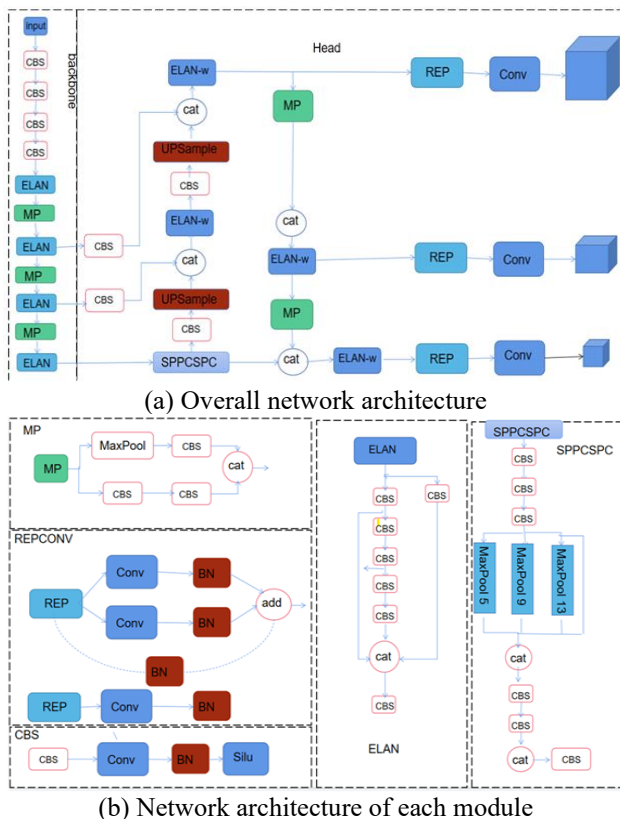 input
CBS
CBS
CBS
CBS
ELAN
MP
ELAN
MP
ELAN
MP
ELAN
backbone
Head
ELAN-w
cat
UPSample
CBS
ELAN-w
cat
UPSample
CBS
SPPCSPC
CBS
CBS
MP
cat
ELAN-w
MP
cat
ELAN-w
REP
Conv
REP
Conv
REP
Conv
(a) Overall network architecture
MP
MP
MaxPool
CBS
CBS
CBS
cat
REPCONV
REP
Conv
BN
Conv
BN
add
BN
REP
Conv
BN
CBS
CBS
Conv
BN
Silu
ELAN
CBS
CBS
CBS
CBS
CBS
CBS
cat
CBS
ELAN
SPPCSPC
SPPCSPC
CBS
CBS
CBS
MaxPool 5
MaxPool 9
MaxPool 13
cat
CBS
CBS
cat
CBS
(b) Network architecture of each module